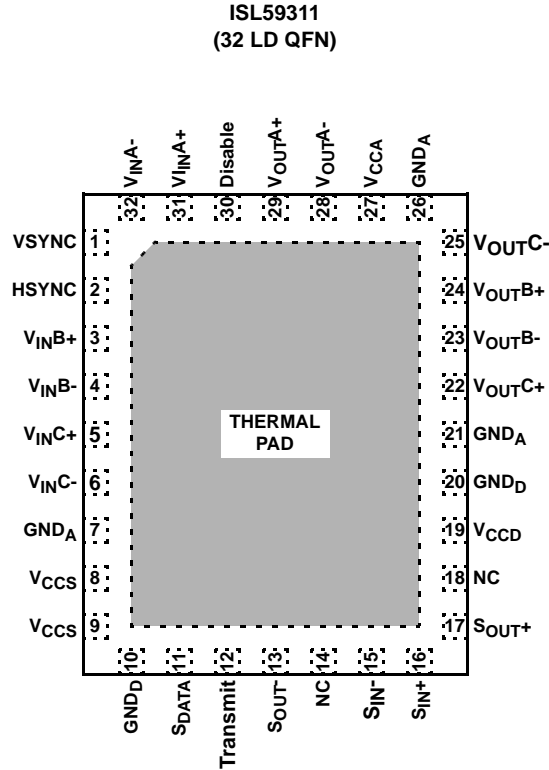 ISL59311
(32 LD QFN)
VINA-
VIINA+
Disable
VOUTA+
VOUTA-
VCCA
GNDA
32
31
30
29
28
27
26
VSYNC 1
HSYNC 2
VINB+ 3
VINB- 4
VINC+ 5
VINC- 6
GNDA 7
VCCS 8
VCCS 9
THERMAL
PAD
25 VOUTC-
24 VOUTB+
23 VOUTB-
22 VOUTC+
21 GNDA
20 GNDD
19 VCCD
18 NC
17 SOUT+
10
11
12
13
14
15
16
GNDD
SDATA
Transmit
SOUT-
NC
SIN-
SIN+